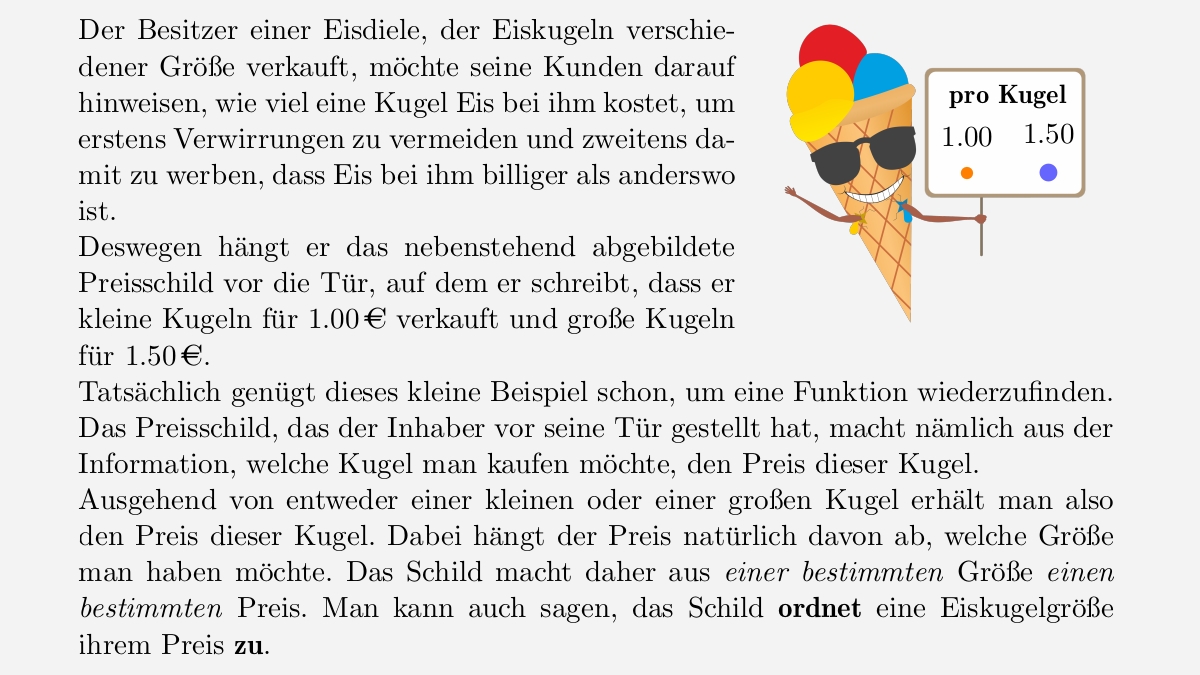 Der Besitzer einer Eisdiele, der Eiskugeln verschie-
dener Größe verkauft, möchte seine Kunden darauf
hinweisen, wie viel eine Kugel Eis bei ihm kostet, um
erstens Verwirrungen zu vermeiden und zweitens da-
mit zu werben, dass Eis bei ihm billiger als anderswo
ist.
Deswegen hängt er das nebenstehend abgebildete
Preisschild vor die Tür, auf dem er schreibt, dass er
kleine Kugeln für 1.00 € verkauft und große Kugeln
für 1.50 €.
pro Kugel
1.00 1.50
Tatsächlich genügt dieses kleine Beispiel schon, um eine Funktion wiederzufinden.
Das Preisschild, das der Inhaber vor seine Tür gestellt hat, macht nämlich aus der
Information, welche Kugel man kaufen möchte, den Preis dieser Kugel.
Ausgehend von entweder einer kleinen oder einer großen Kugel erhält man also
den Preis dieser Kugel. Dabei hängt der Preis natürlich davon ab, welche Größe
man haben möchte. Das Schild macht daher aus einer bestimmten Größe einen
bestimmten Preis. Man kann auch sagen, das Schild ordnet eine Eiskugelgröße
ihrem Preis zu.